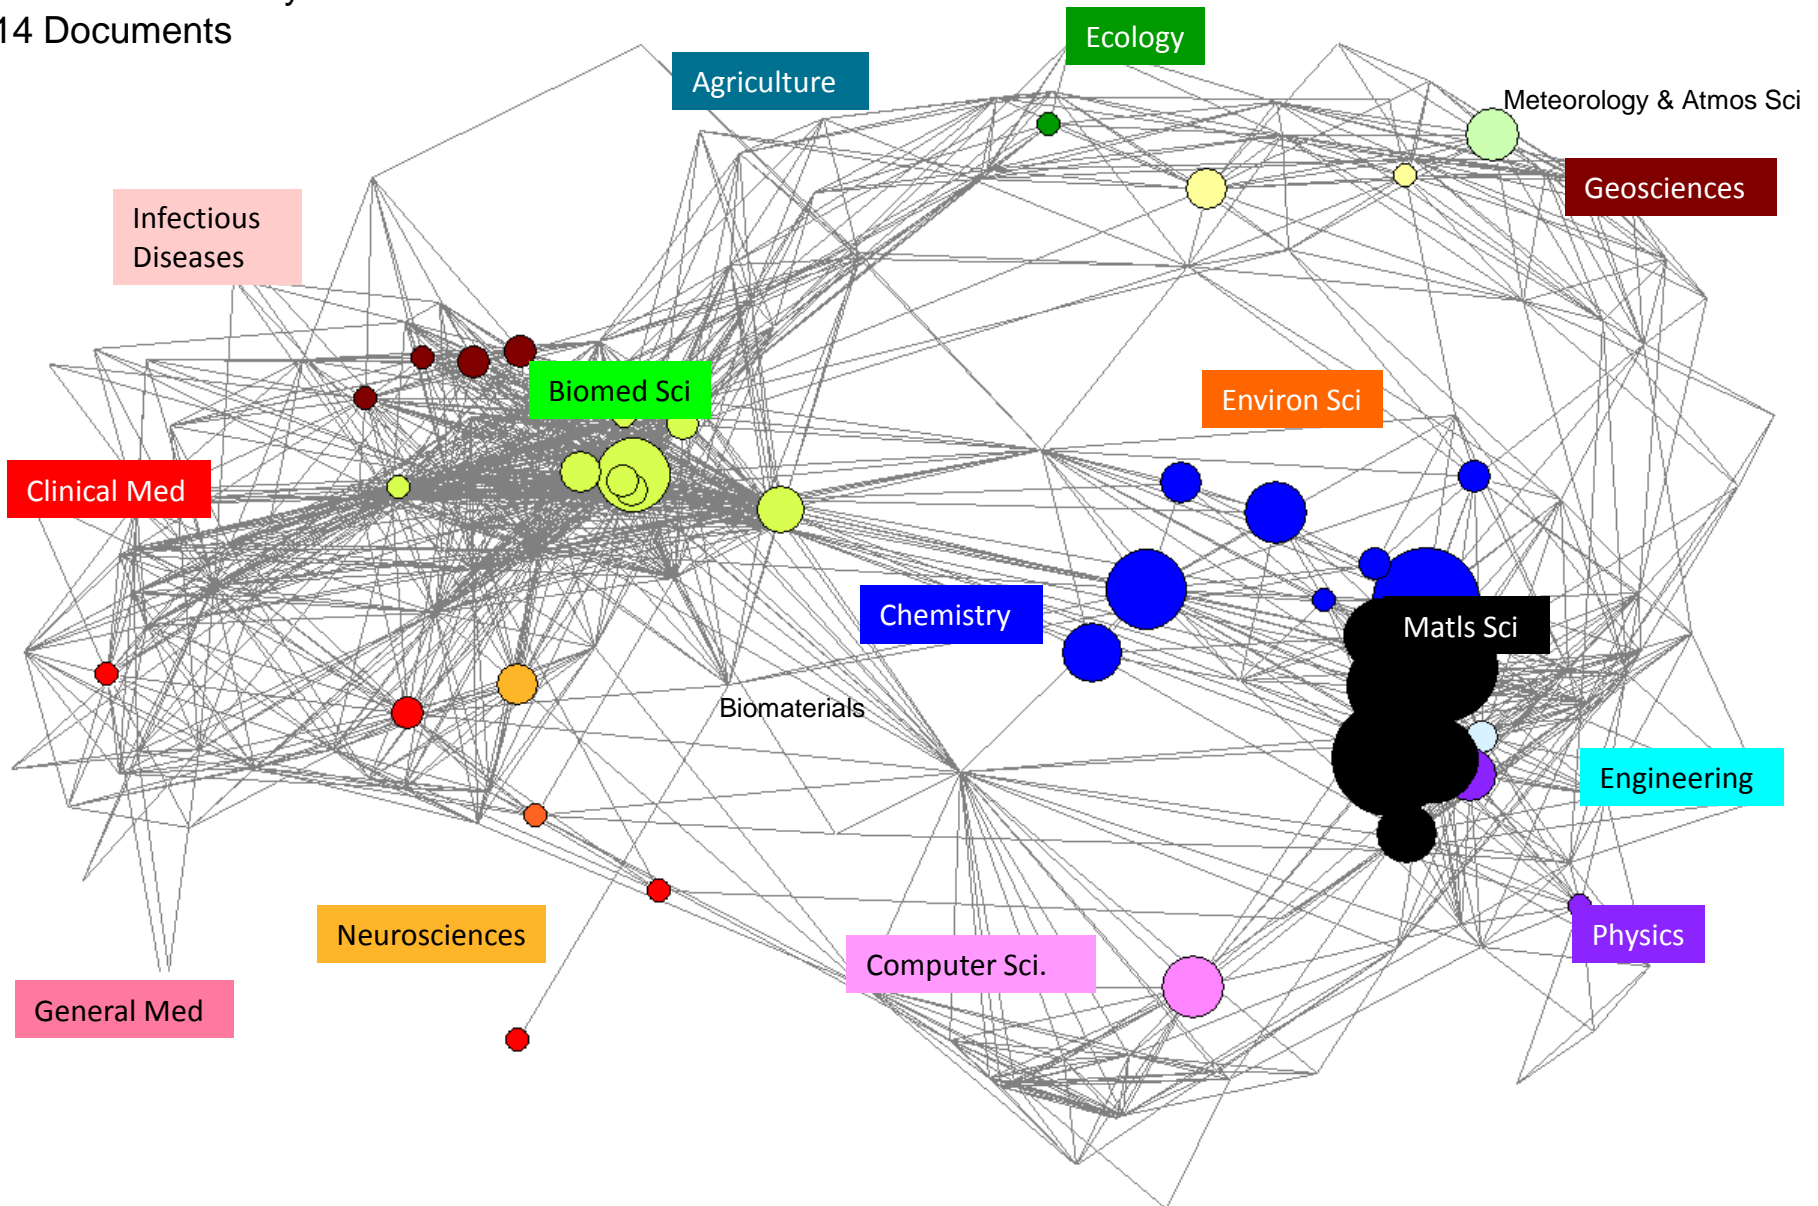 14 Documents
Ecology
Agriculture
Meteorology & Atmos Sci
Geosciences
Infectious
Diseases
Biomed Sci
Environ Sci
Clinical Med
Chemistry
Matls Sci
Biomaterials
Engineering
Neurosciences
Computer Sci.
Physics
General Med